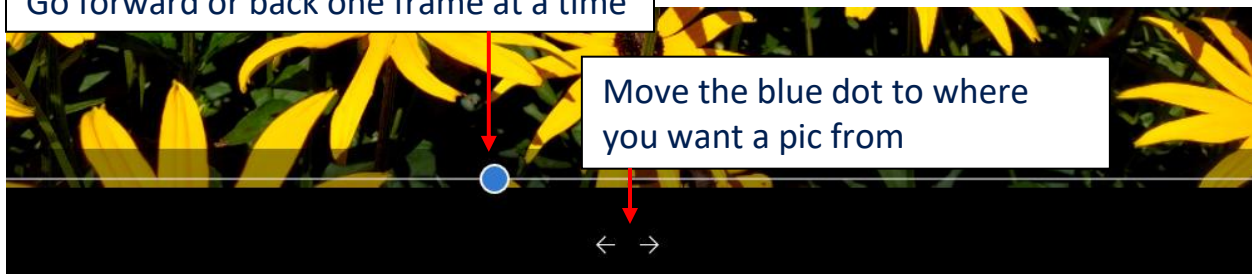 Go forward or back one frame at a time
Move the blue dot to where
you want a pic from